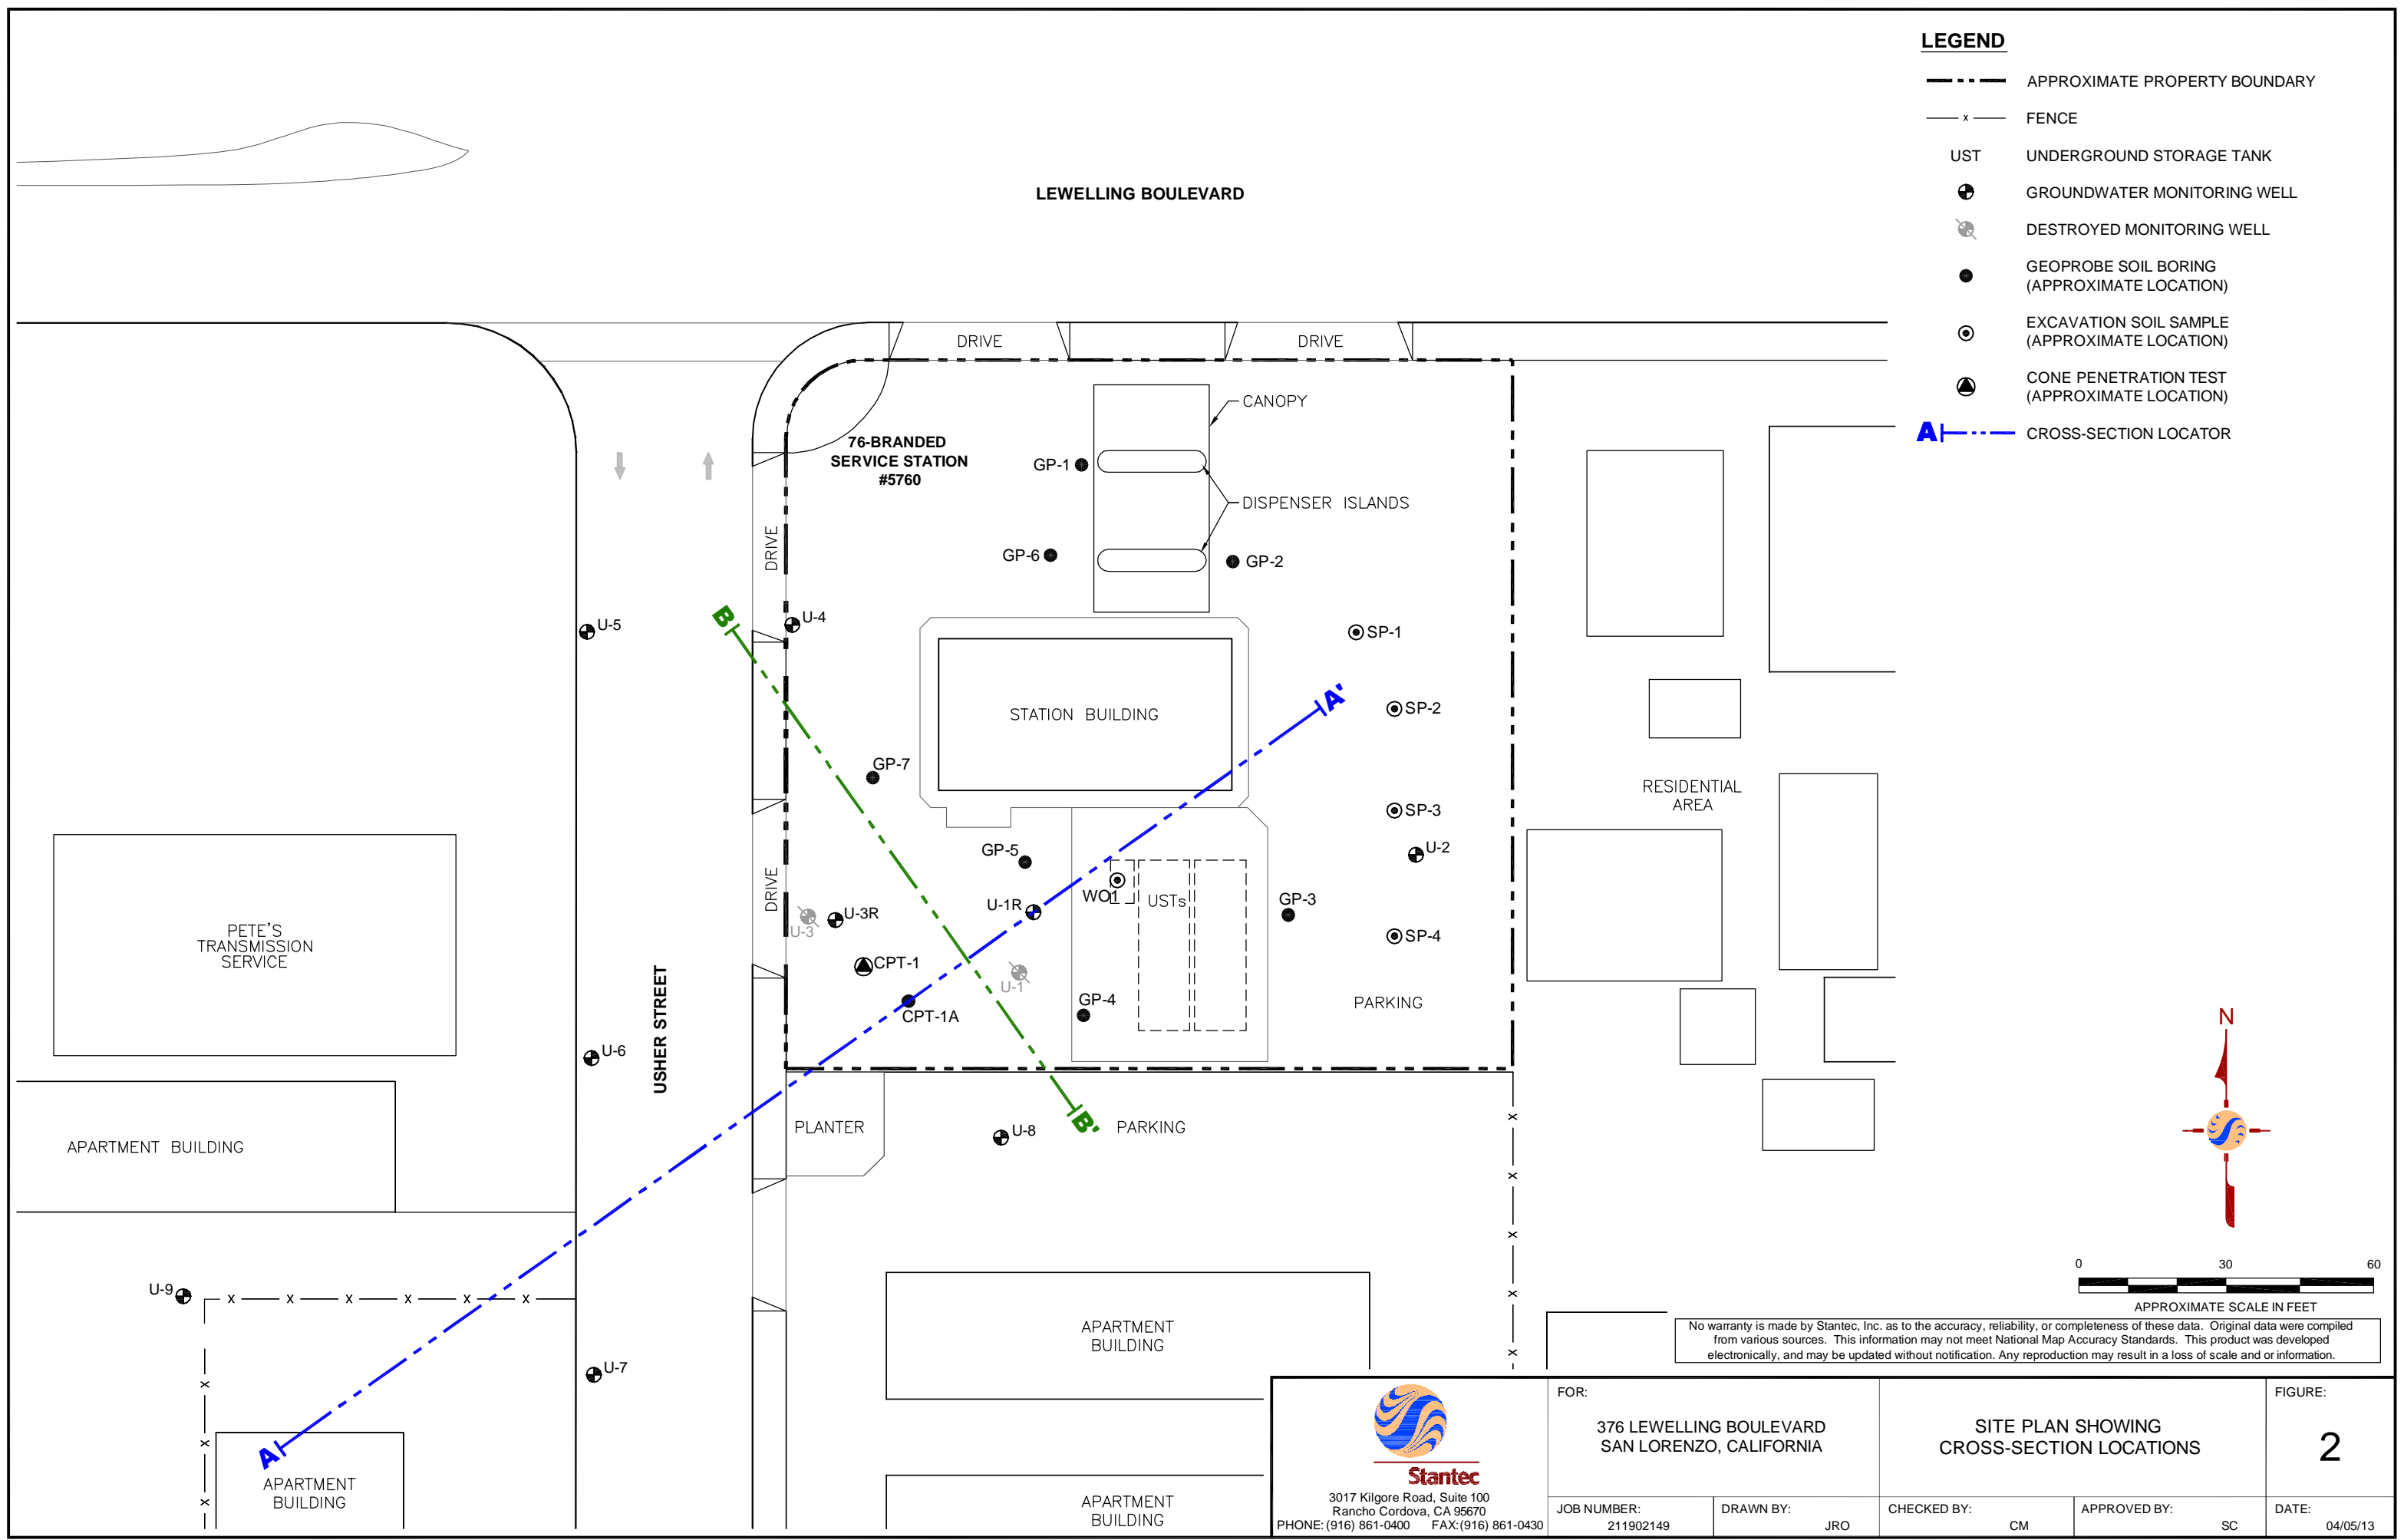 LEGEND
APPROXIMATE PROPERTY BOUNDARY
x FENCE
UST UNDERGROUND STORAGE TANK
GROUNDWATER MONITORING WELL
DESTROYED MONITORING WELL
GEOPROBE SOIL BORING
(APPROXIMATE LOCATION)
EXCAVATION SOIL SAMPLE
(APPROXIMATE LOCATION)
CONE PENETRATION TEST
(APPROXIMATE LOCATION)
A CROSS-SECTION LOCATOR
LEWELLING BOULEVARD
DRIVE
DRIVE
CANOPY
76-BRANDED
SERVICE STATION
#5760
GP-1
DISPENSER ISLANDS
DRIVE
GP-6
GP-2
B
U-4
U-5
SP-1
A'
SP-2
STATION BUILDING
GP-7
RESIDENTIAL
AREA
SP-3
U-2
GP-5
DRIVE
WO1
USTs
GP-3
U-1R
U-3R
U-3
PETE'S
TRANSMISSION
SERVICE
SP-4
CPT-1
U-1
GP-4
PARKING
CPT-1A
USHER STREET
U-6
N
PLANTER
U-8
B'
PARKING
APARTMENT BUILDING
U-9
x x x x x x
x
x
x
x
x
x
x
x
U-7
A
APARTMENT
BUILDING
APARTMENT
BUILDING
APARTMENT
BUILDING
0 30 60
APPROXIMATE SCALE IN FEET
No warranty is made by Stantec, Inc. as to the accuracy, reliability, or completeness of these data. Original data were compiled
from various sources. This information may not meet National Map Accuracy Standards. This product was developed
electronically, and may be updated without notification. Any reproduction may result in a loss of scale and or information.
Stantec
3017 Kilgore Road, Suite 100
Rancho Cordova, CA 95670
PHONE: (916) 861-0400 FAX:(916) 861-0430
FOR:
376 LEWELLING BOULEVARD
SAN LORENZO, CALIFORNIA
SITE PLAN SHOWING
CROSS-SECTION LOCATIONS
FIGURE:
2
JOB NUMBER:
211902149
DRAWN BY:
JRO
CHECKED BY:
CM
APPROVED BY:
SC
DATE:
04/05/13